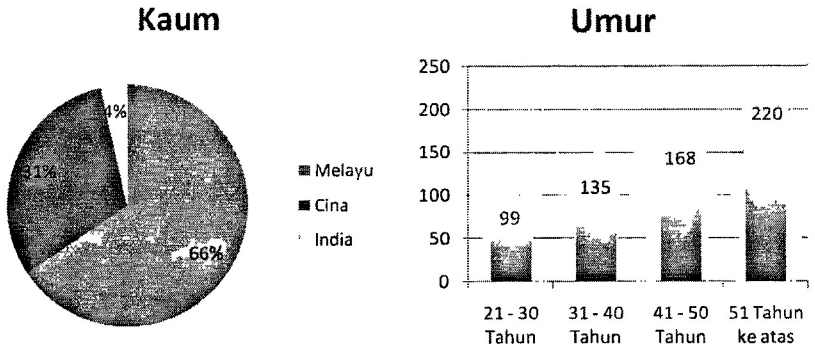 Kaum
4%
31%
66%
Melayu
Cina
India
Umur
250
200
150
100
50
0
99
135
168
220
21 - 30
Tahun
31 - 40
Tahun
41 - 50
Tahun
51 Tahun
ke atas